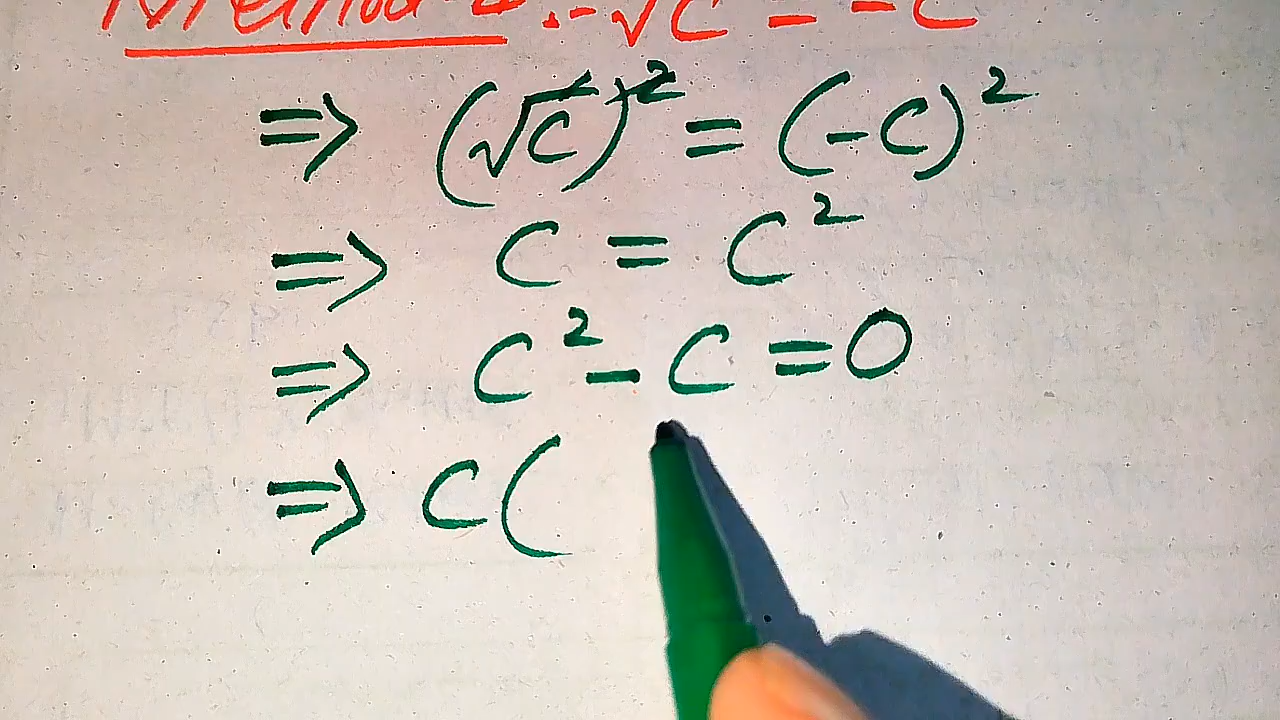 Method 2 :- √C = -C
=> (√C)² = (-C)²
=> C = C²
=> C² - C = 0
=> C(